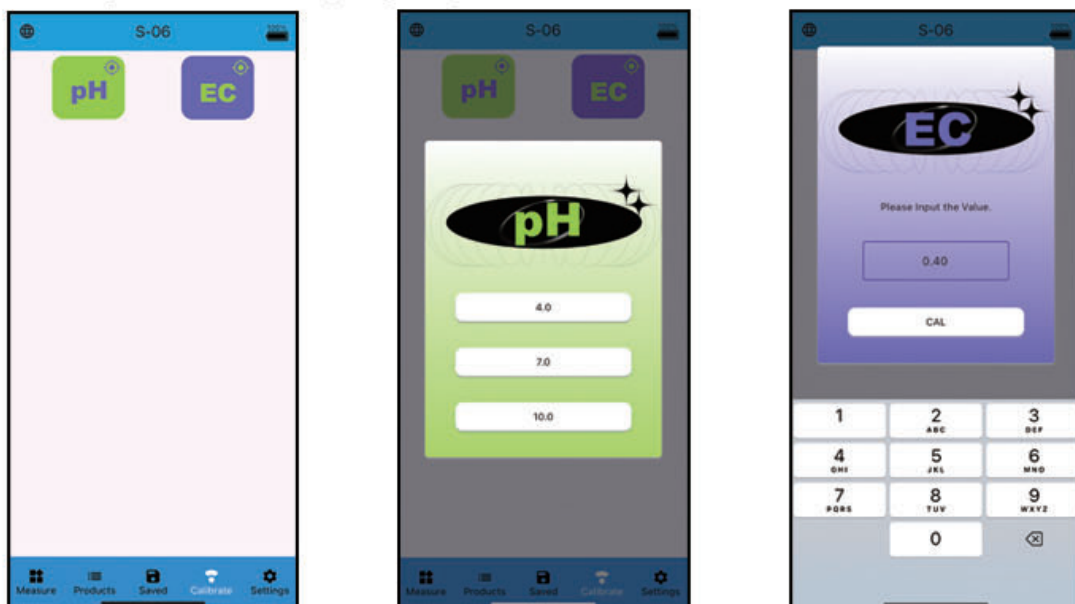 S-06
100%
pH
EC
Measure
Products
Saved
Calibrate
Settings
S-06
pH
EC
pH
4.0
7.0
10.0
Measure
Products
Saved
Calibrate
Settings
S-06
EC
Please Input the Value.
0.40
CAL
1
2
ABC
3
DEF
4
GHI
5
JKL
6
MNO
7
PQRS
8
TUV
9
WXYZ
0